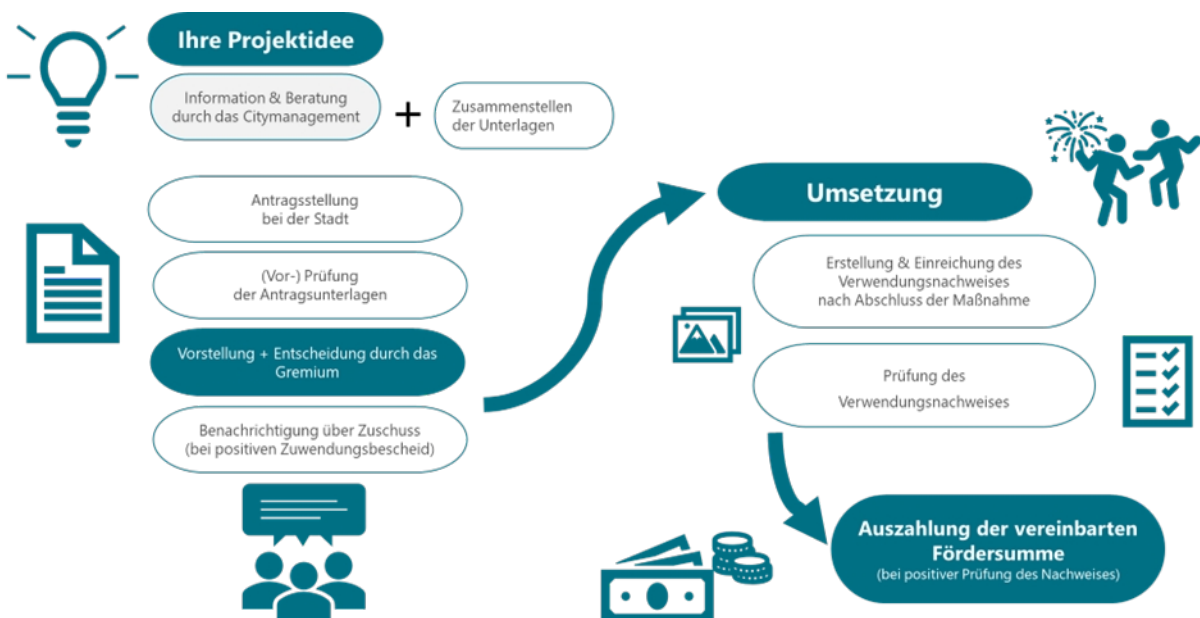 Ihre Projektidee
Information & Beratung
durch das Citymanagement
+
Zusammenstellen
der Unterlagen
Antragsstellung
bei der Stadt
(Vor-) Prüfung
der Antragsunterlagen
Vorstellung + Entscheidung durch das
Gremium
Benachrichtigung über Zuschuss
(bei positiven Zuwendungsbescheid)
Umsetzung
Erstellung & Einreichung des
Verwendungsnachweises
nach Abschluss der Maßnahme
Prüfung des
Verwendungsnachweises
Auszahlung der vereinbarten
Fördersumme
(bei positiver Prüfung des Nachweises)